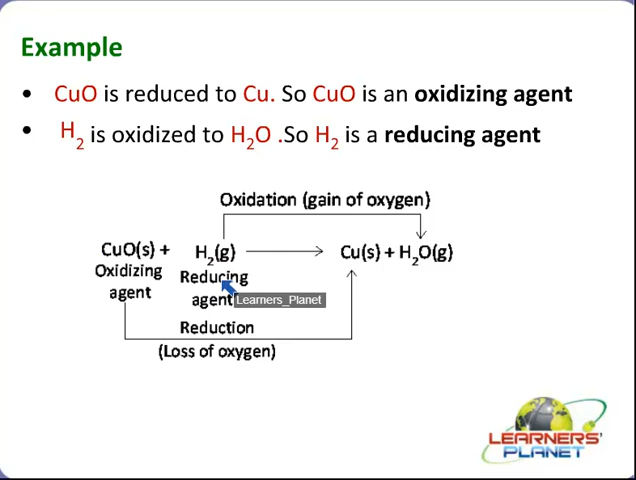 Example
• CuO is reduced to Cu. So CuO is an oxidizing agent
• H2 is oxidized to H2O .So H2 is a reducing agent
Oxidation (gain of oxygen)
CuO(s) + H2(g) → Cu(s) + H2O(g)
Oxidizing agent
Reducing agent
Learners_Planet
Reduction
(Loss of oxygen)
LEARNERS'
PLANET